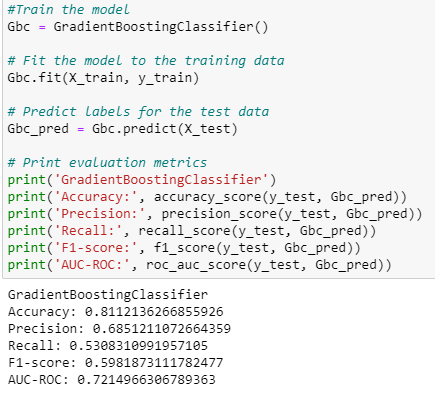 #Train the model
Gbc = GradientBoostingClassifier()
# Fit the model to the training data
Gbc.fit(X_train, y_train)
# Predict labels for the test data
Gbc_pred = Gbc.predict(X_test)
# Print evaluation metrics
print('GradientBoostingClassifier')
print('Accuracy:', accuracy_score(y_test, Gbc_pred))
print('Precision:', precision_score(y_test, Gbc_pred))
print('Recall:', recall_score(y_test, Gbc_pred))
print('F1-score:', f1_score(y_test, Gbc_pred))
print('AUC-ROC:', roc_auc_score(y_test, Gbc_pred))
GradientBoostingClassifier
Accuracy: 0.8112136266855926
Precision: 0.6851211072664359
Recall: 0.5308310991957105
F1-score: 0.5981873111782477
AUC-ROC: 0.7214966306789363